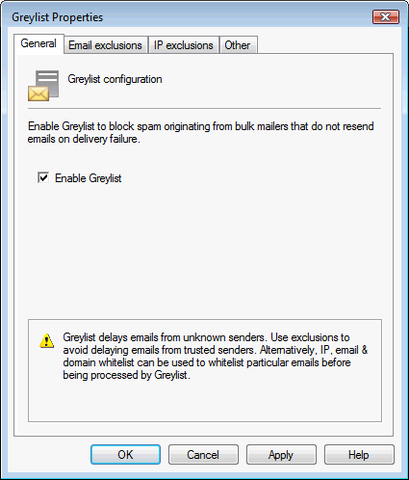 Greylist Properties
General Email exclusions IP exclusions Other
Greylist configuration
Enable Greylist to block spam originating from bulk mailers that do not resend
emails on delivery failure.
Enable Greylist
Greylist delays emails from unknown senders. Use exclusions to
avoid delaying emails from trusted senders. Alternatively, IP, email &
domain whitelist can be used to whitelist particular emails before
being processed by Greylist.
OK Cancel Apply Help